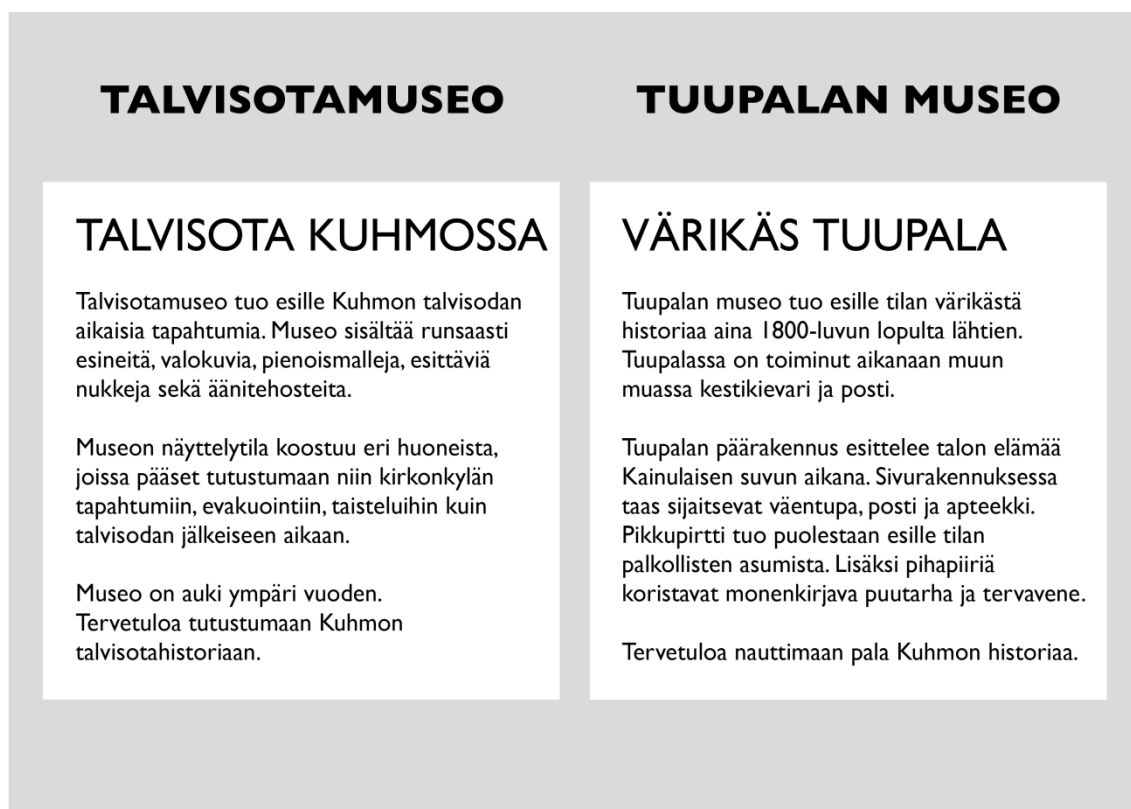 TALVISOTAMUSEO
TALVISOTA KUHMOSSA
Talvisotamuseo tuo esille Kuhmon talvisodan
aikaisia tapahtumia. Museo sisältää runsaasti
esineitä, valokuvia, pienoismalleja, esittäviä
nukkeja sekä äänitehosteita.
Museon näyttelytila koostuu eri huoneista,
joissa pääset tutustumaan niin kirkonkylän
tapahtumiin, evakuointiin, taisteluihin kuin
talvisodan jälkeiseen aikaan.
Museo on auki ympäri vuoden.
Tervetuloa tutustumaan Kuhmon
talvisotahistoriaan.
TUUPALAN MUSEO
VÄRIKÄS TUUPALA
Tuupalan museo tuo esille tilan värikästä
historiaa aina 1800-luvun lopulta lähtien.
Tuupalassa on toiminut aikanaan muun
muassa kestikievari ja posti.
Tuupalan päärakennus esittelee talon elämää
Kainulaisen suvun aikana. Sivurakennuksessa
taas sijaitsevat väentupa, posti ja apteekki.
Pikkupirtti tuo puolestaan esille tilan
palkollisten asumista. Lisäksi pihapiiriä
koristavat monenkirjava puutarha ja tervavene.
Tervetuloa nauttimaan pala Kuhmon historiaa.